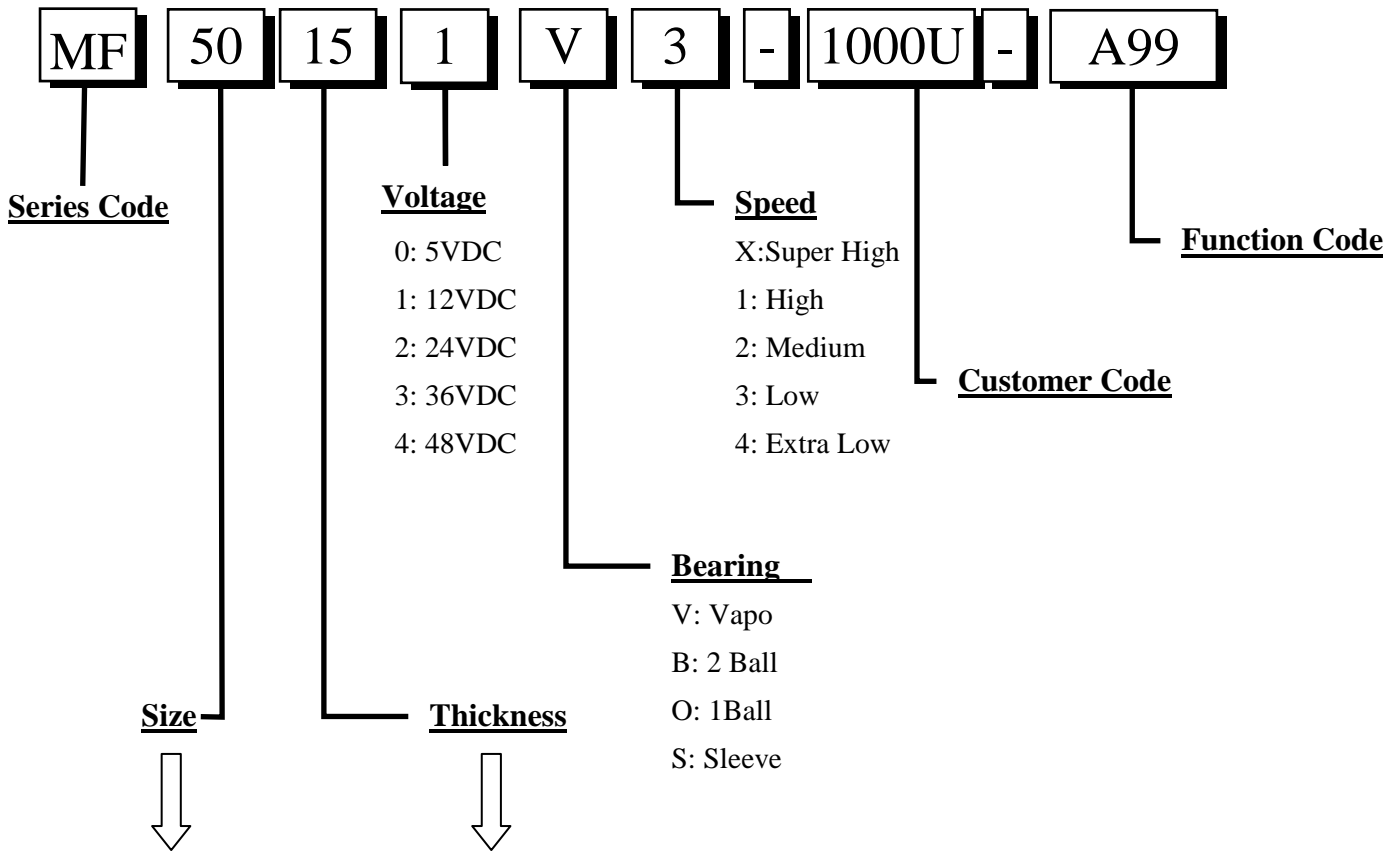 MF 50 15 1 V 3 - 1000U - A99
Series Code
Voltage
0: 5VDC
1: 12VDC
2: 24VDC
3: 36VDC
4: 48VDC
Speed
X:Super High
1: High
2: Medium
3: Low
4: Extra Low
Function Code
Customer Code
Bearing
V: Vapo
B: 2 Ball
O: 1Ball
S: Sleeve
Size
Thickness